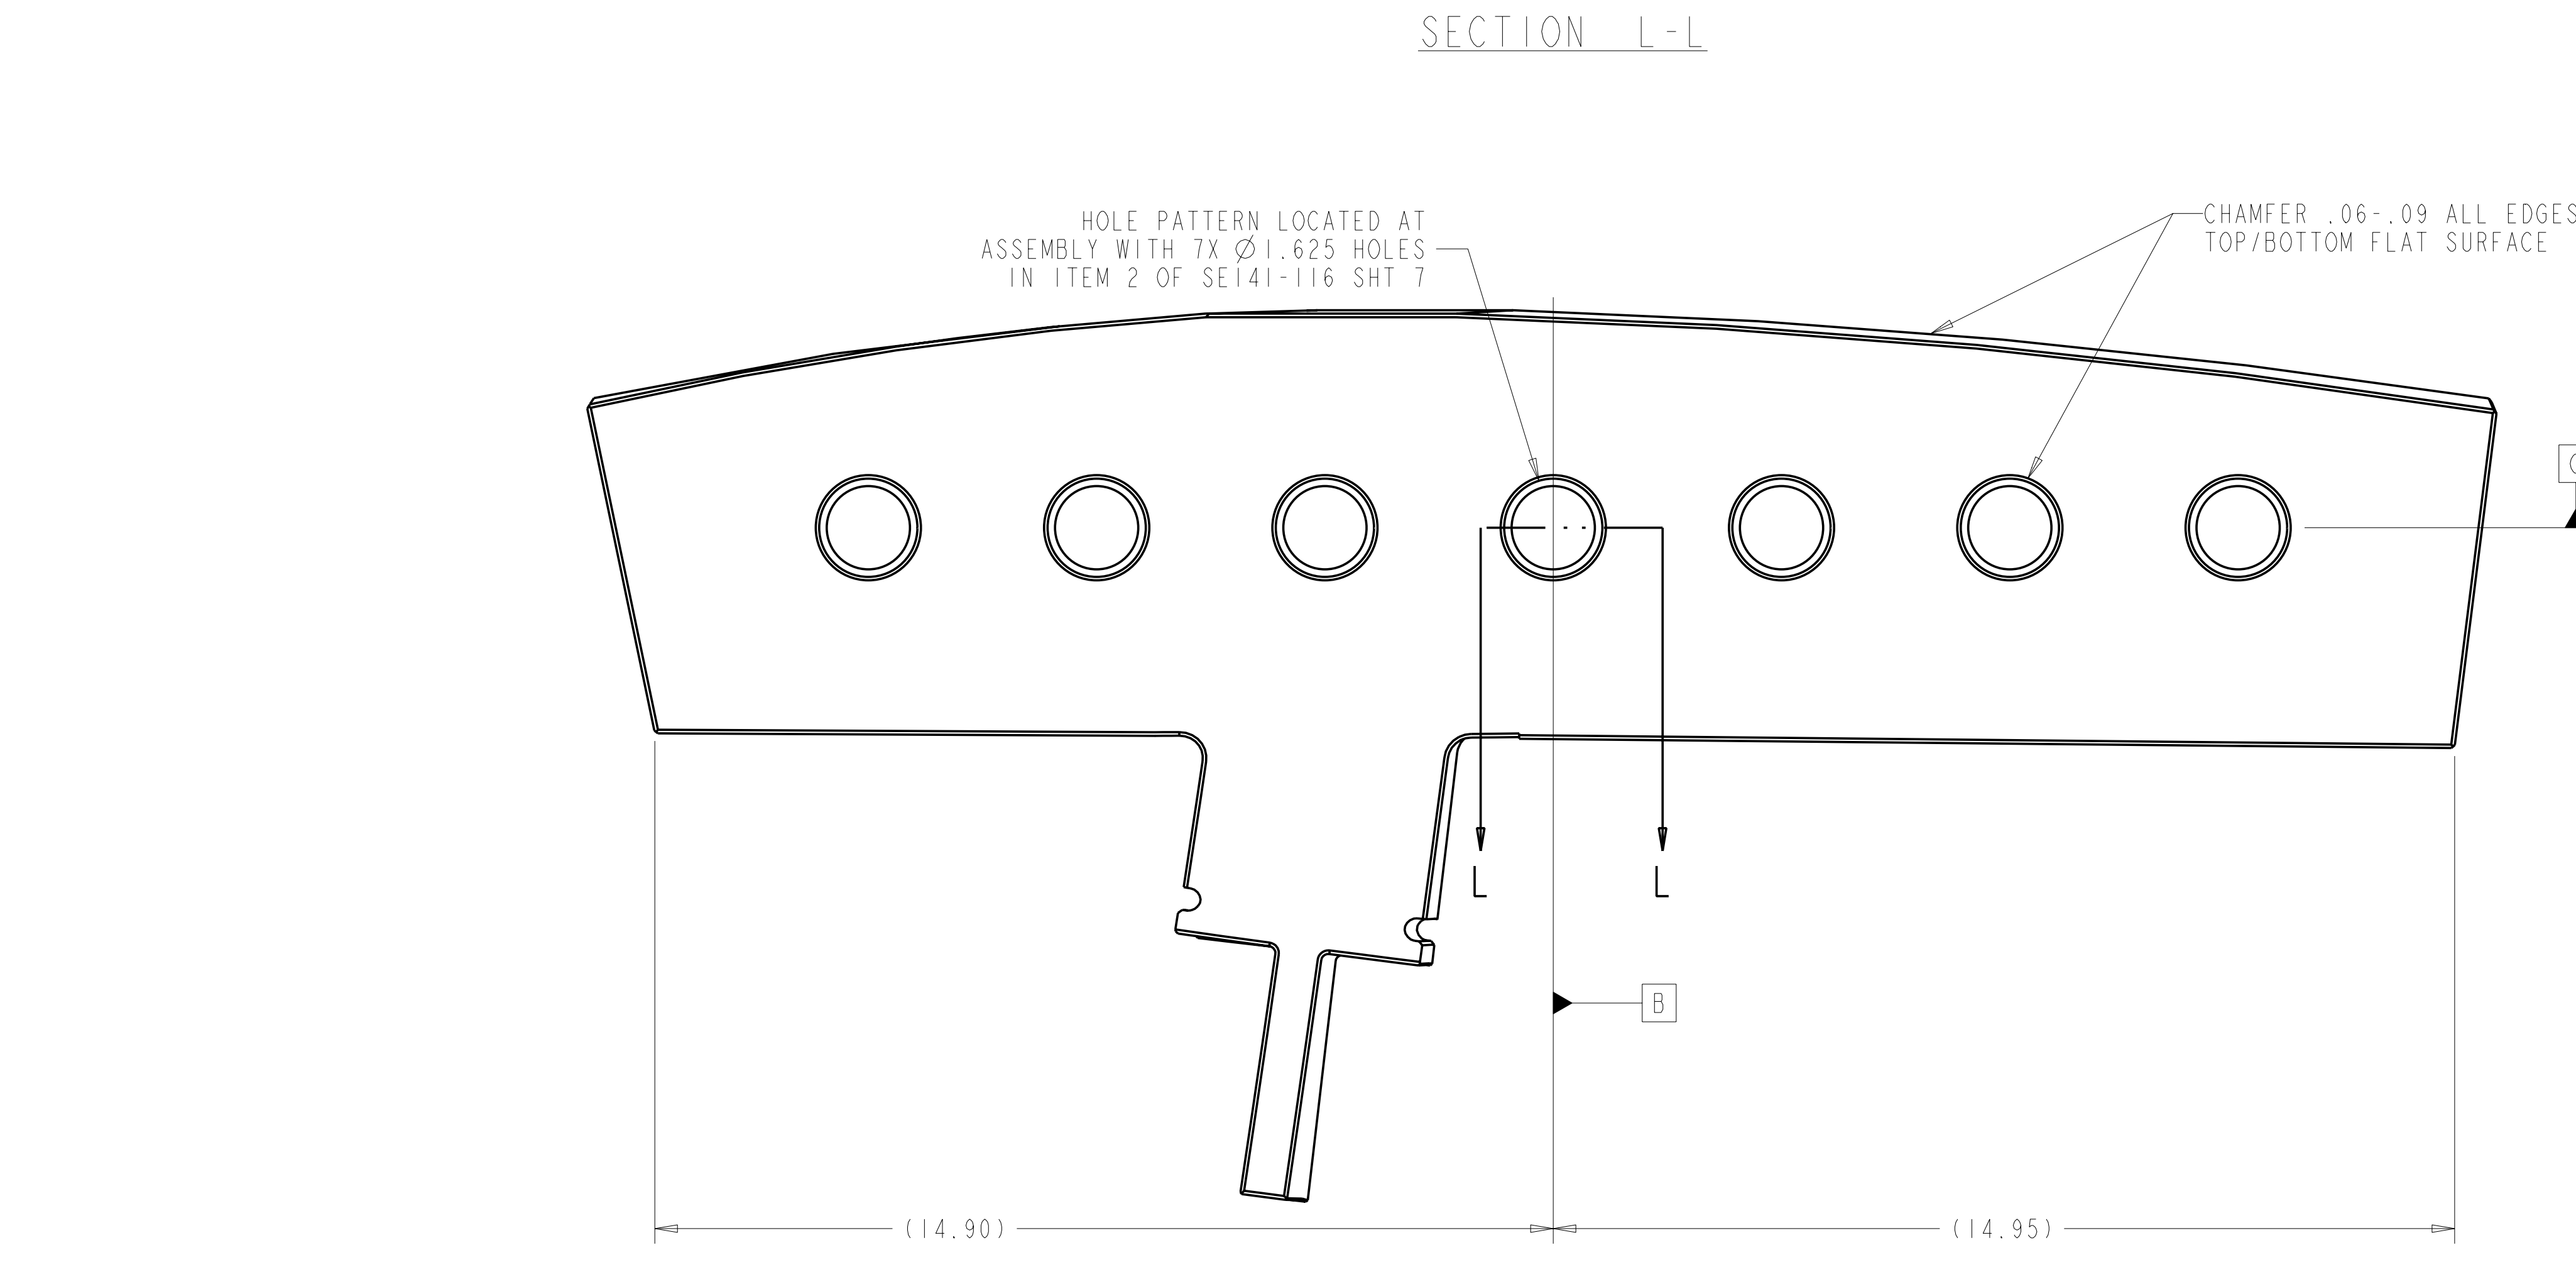 SECTION L-L
HOLE PATTERN LOCATED AT
ASSEMBLY WITH 7X Ø1.625 HOLES
IN ITEM 2 OF SE141-116 SHT 7
CHAMFER .06-.09 ALL EDGES
TOP/BOTTOM FLAT SURFACE
L L
B
(14.90) (14.95)